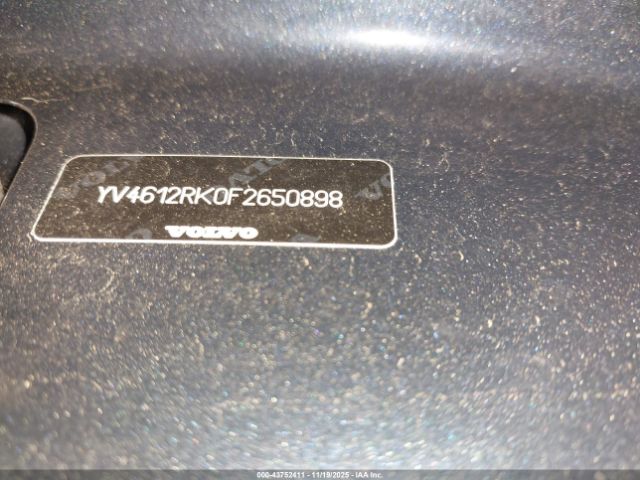 YV4612RK0F2650898
VOLVO
000-43752411 - 11/19/2025 - IAA Inc.